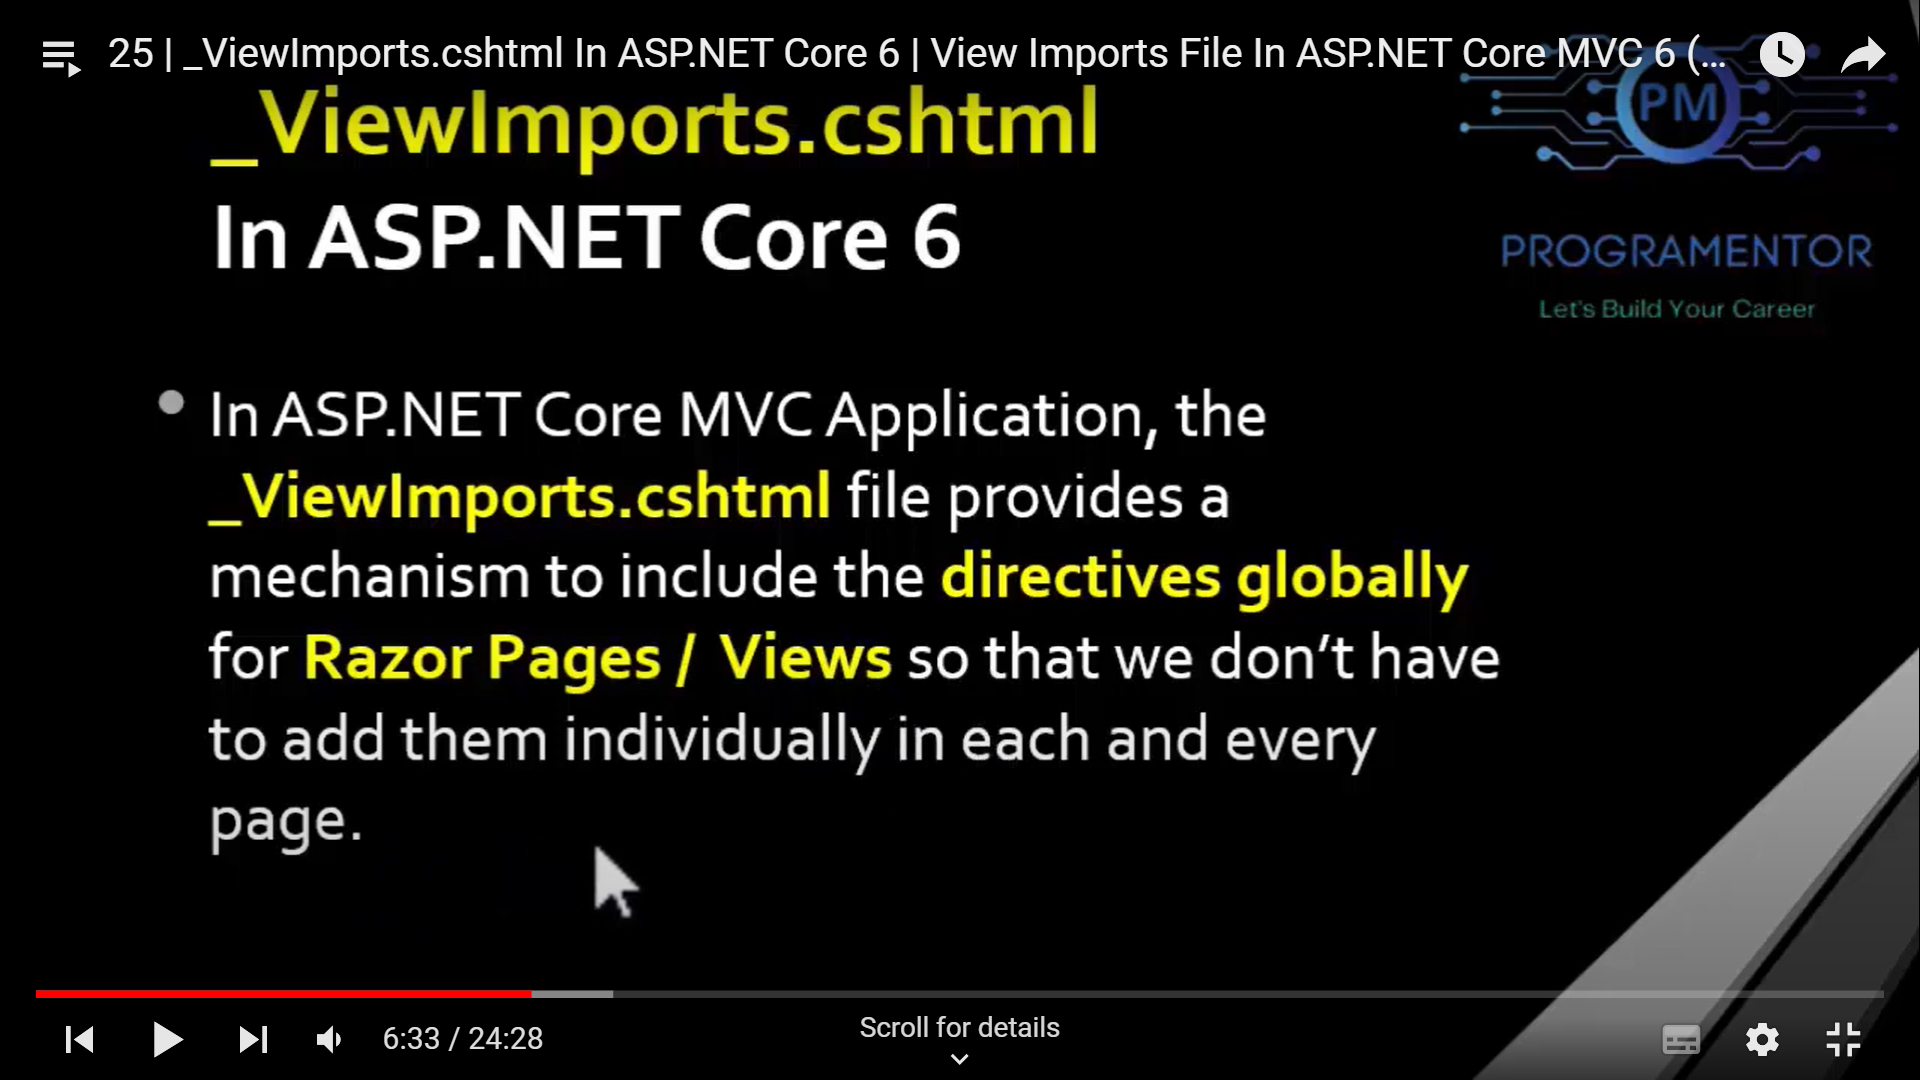 25 | _ViewImports.cshtml In ASP.NET Core 6 | View Imports File In ASP.NET Core MVC 6 (...
_ViewImports.cshtml
In ASP.NET Core 6
PM
PROGRAMENTOR
Let's Build Your Career
In ASP.NET Core MVC Application, the
_ViewImports.cshtml file provides a
mechanism to include the directives globally
for Razor Pages / Views so that we don't have
to add them individually in each and every
page.
6:33 / 24:28
Scroll for details